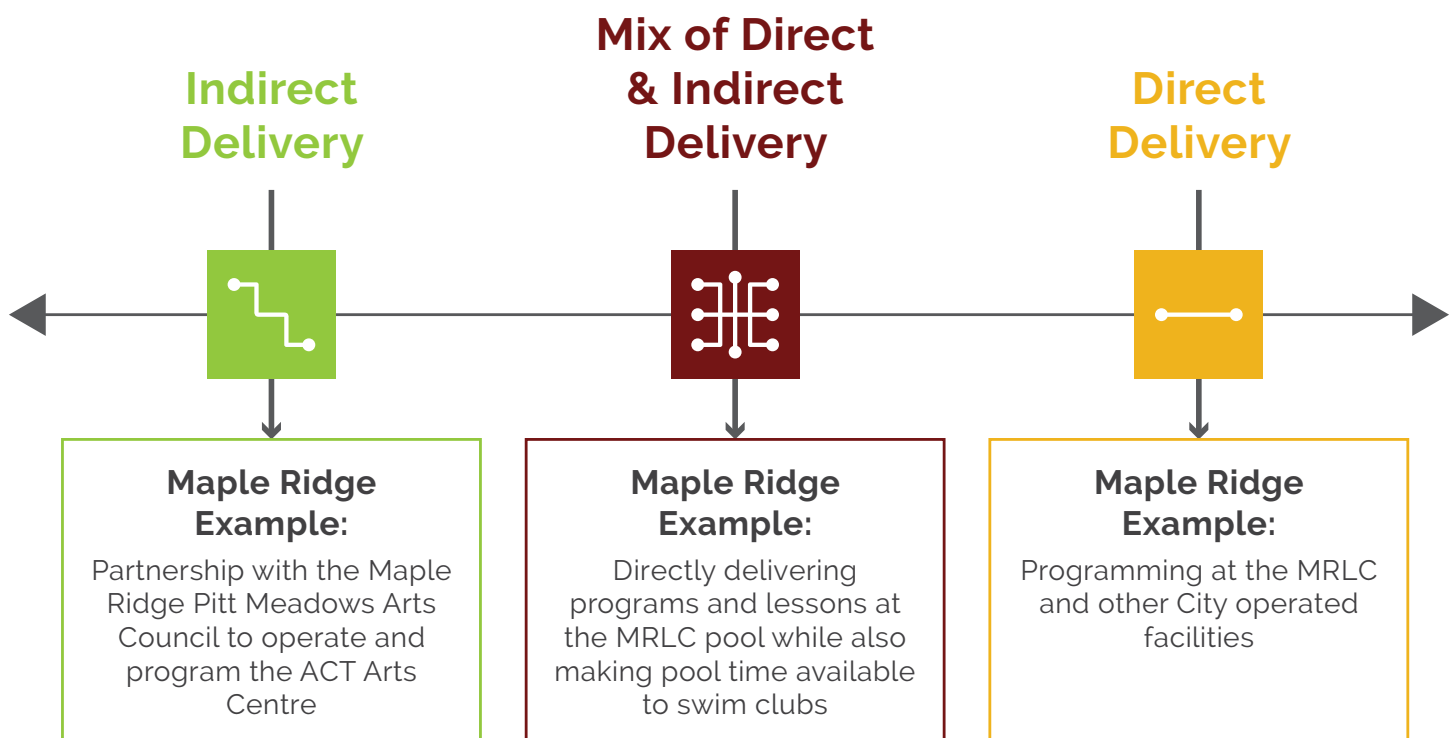 Indirect
Delivery
Mix of Direct
& Indirect
Delivery
Direct
Delivery
Maple Ridge
Example:
Partnership with the Maple
Ridge Pitt Meadows Arts
Council to operate and
program the ACT Arts
Centre
Maple Ridge
Example:
Directly delivering
programs and lessons at
the MRLC pool while also
making pool time available
to swim clubs
Maple Ridge
Example:
Programming at the MRLC
and other City operated
facilities